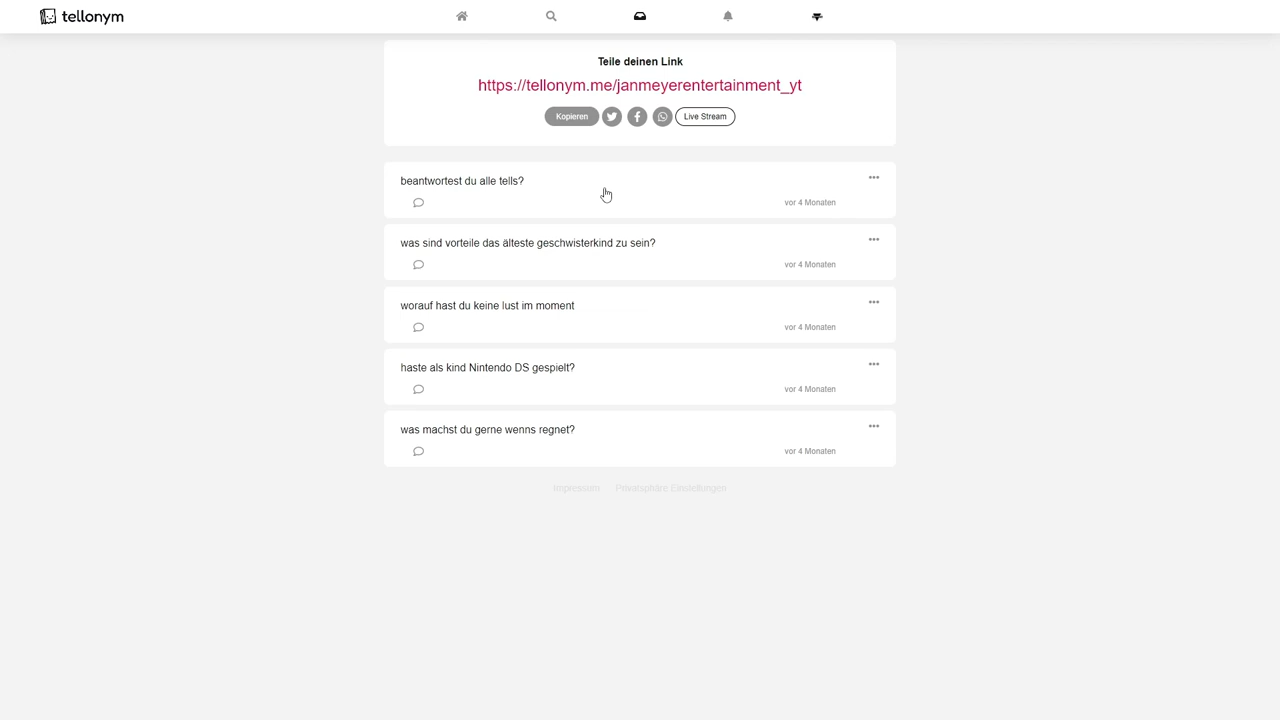 tellonym
Teile deinen Link
https://tellonym.me/janmeyerentertainment_yt
Kopieren
Live Stream
beantwortest du alle tells?
vor 4 Monaten
was sind vorteile das älteste geschwisterkind zu sein?
vor 4 Monaten
worauf hast du keine lust im moment
vor 4 Monaten
haste als kind Nintendo DS gespielt?
vor 4 Monaten
was machst du gerne wenns regnet?
vor 4 Monaten
Impressum Privatsphäre Einstellungen